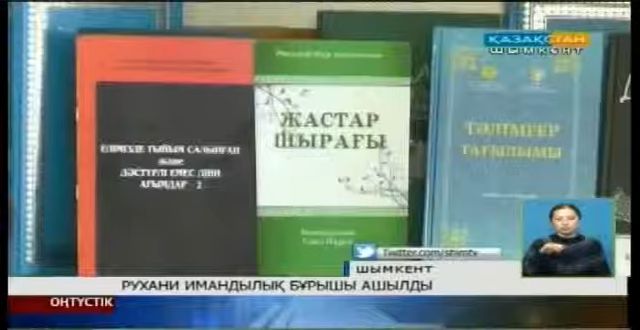 ҚАЗАҚСТАН
ШЫМКЕНТ
ЕЛІМІЗДЕ ТЫЙЫМ САЛЫНҒАН
ЖӘНЕ
ДӘСТҮРЛІ ЕМЕС ДІНИ
АҒЫМДАР 2
ЖАСТАР
ШЫРАҒЫ
ТӘЛІМГЕР
ТАҒЫЛЫМЫ
Twitter.com/shimtv
ШЫМКЕНТ
РУХАНИ ИМАНДЫЛЫҚ БҰРЫШЫ АШЫЛДЫ
ОҢТҮСТІК